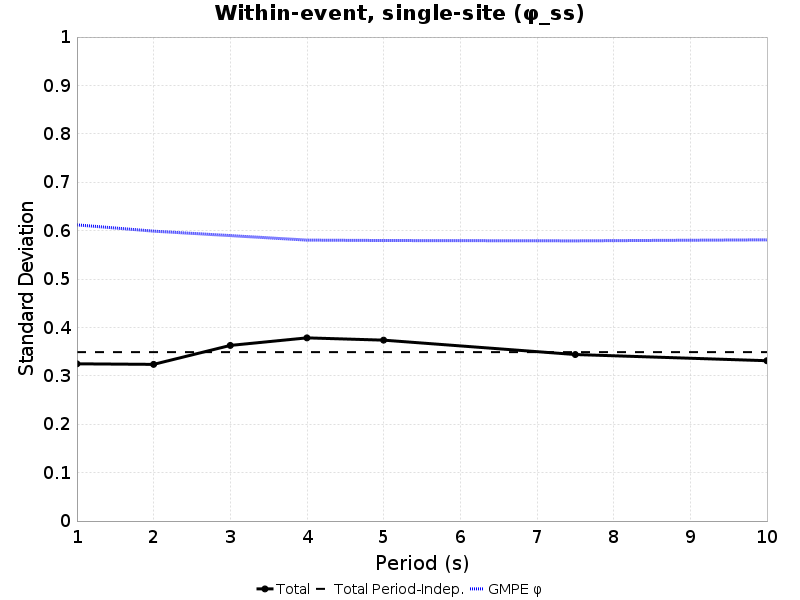 Within-event, single-site (φ_ss)
1
0.9
0.8
0.7
0.6
0.5
0.4
0.3
0.2
0.1
0
Standard Deviation
1 2 3 4 5 6 7 8 9 10
Period (s)
Total Total Period-Indep. GMPE φ